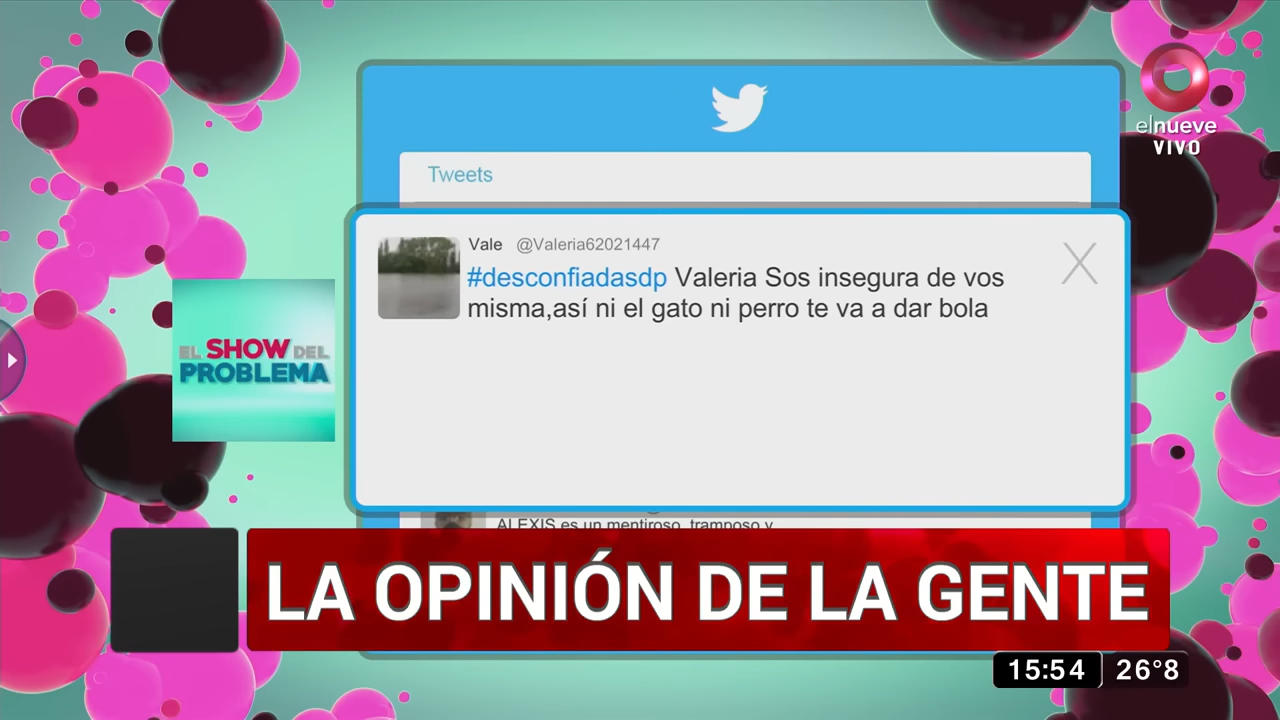 elnueve
VIVO
Tweets
Vale @Valeria62021447
#desconfiadasdp Valeria Sos insegura de vos
misma,así ni el gato ni perro te va a dar bola
EL SHOW DEL
PROBLEMA
ALEXIS es un mentiroso, tramposo y
LA OPINIÓN DE LA GENTE
15:54 26°8